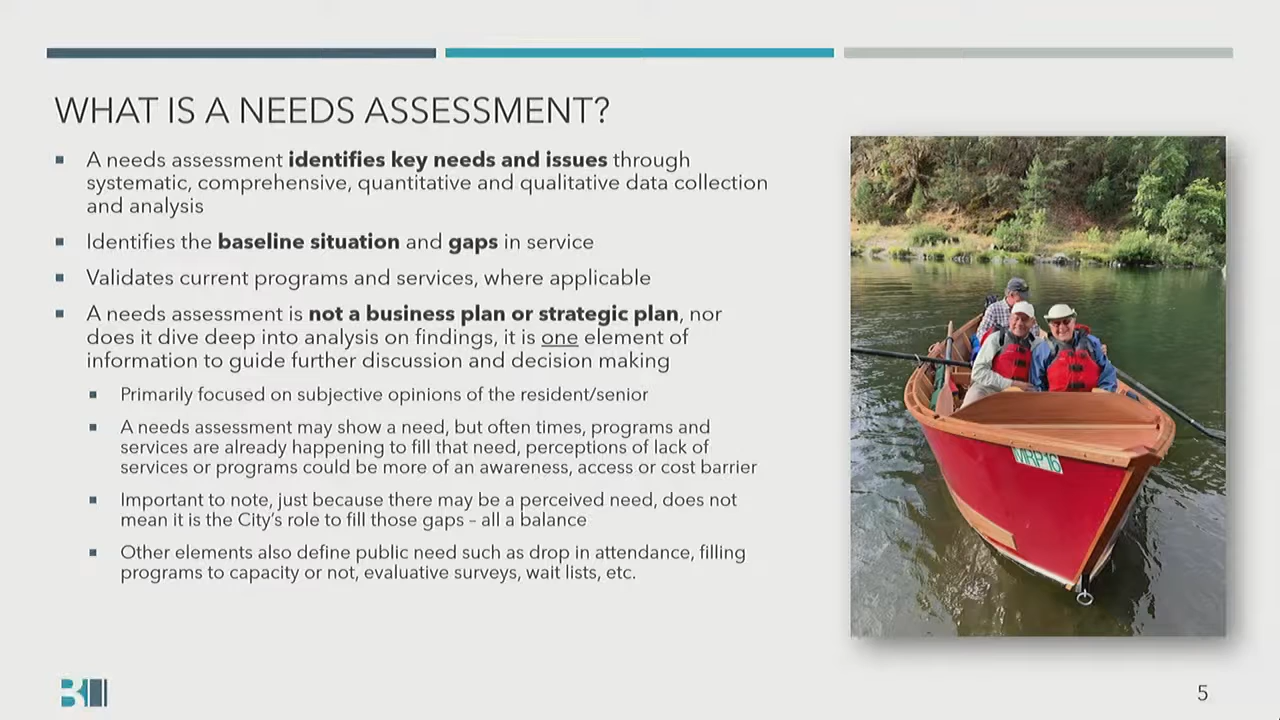 WHAT IS A NEEDS ASSESSMENT?
A needs assessment identifies key needs and issues through
systematic, comprehensive, quantitative and qualitative data collection
and analysis
Identifies the baseline situation and gaps in service
Validates current programs and services, where applicable
A needs assessment is not a business plan or strategic plan, nor
does it dive deep into analysis on findings, it is one element of
information to guide further discussion and decision making
Primarily focused on subjective opinions of the resident/senior
A needs assessment may show a need, but often times, programs and
services are already happening to fill that need, perceptions of lack of
services or programs could be more of an awareness, access or cost barrier
Important to note, just because there may be a perceived need, does not
mean it is the City's role to fill those gaps – all a balance
Other elements also define public need such as drop in attendance, filling
programs to capacity or not, evaluative surveys, wait lists, etc.
MRP16
5